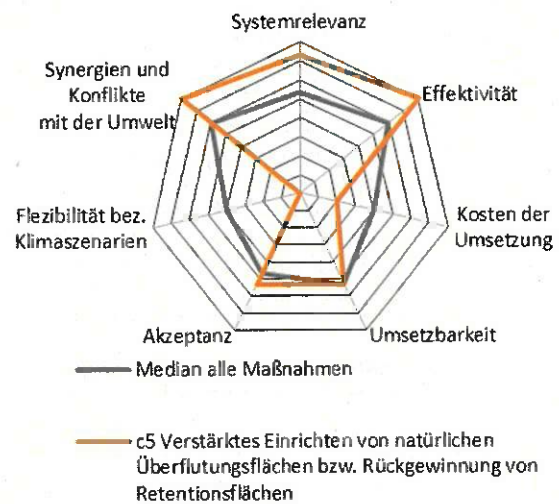 Systemrelevanz
Synergien und
Konflikte
mit der Umwelt
Effektivität
Flezibilität bez.
Klimaszenarien
Kosten der
Umsetzung
Akzeptanz
Umsetzbarkeit
Median alle Maßnahmen
c5 Verstärktes Einrichten von natürlichen
Überflutungsflächen bzw. Rückgewinnung von
Retentionsflächen